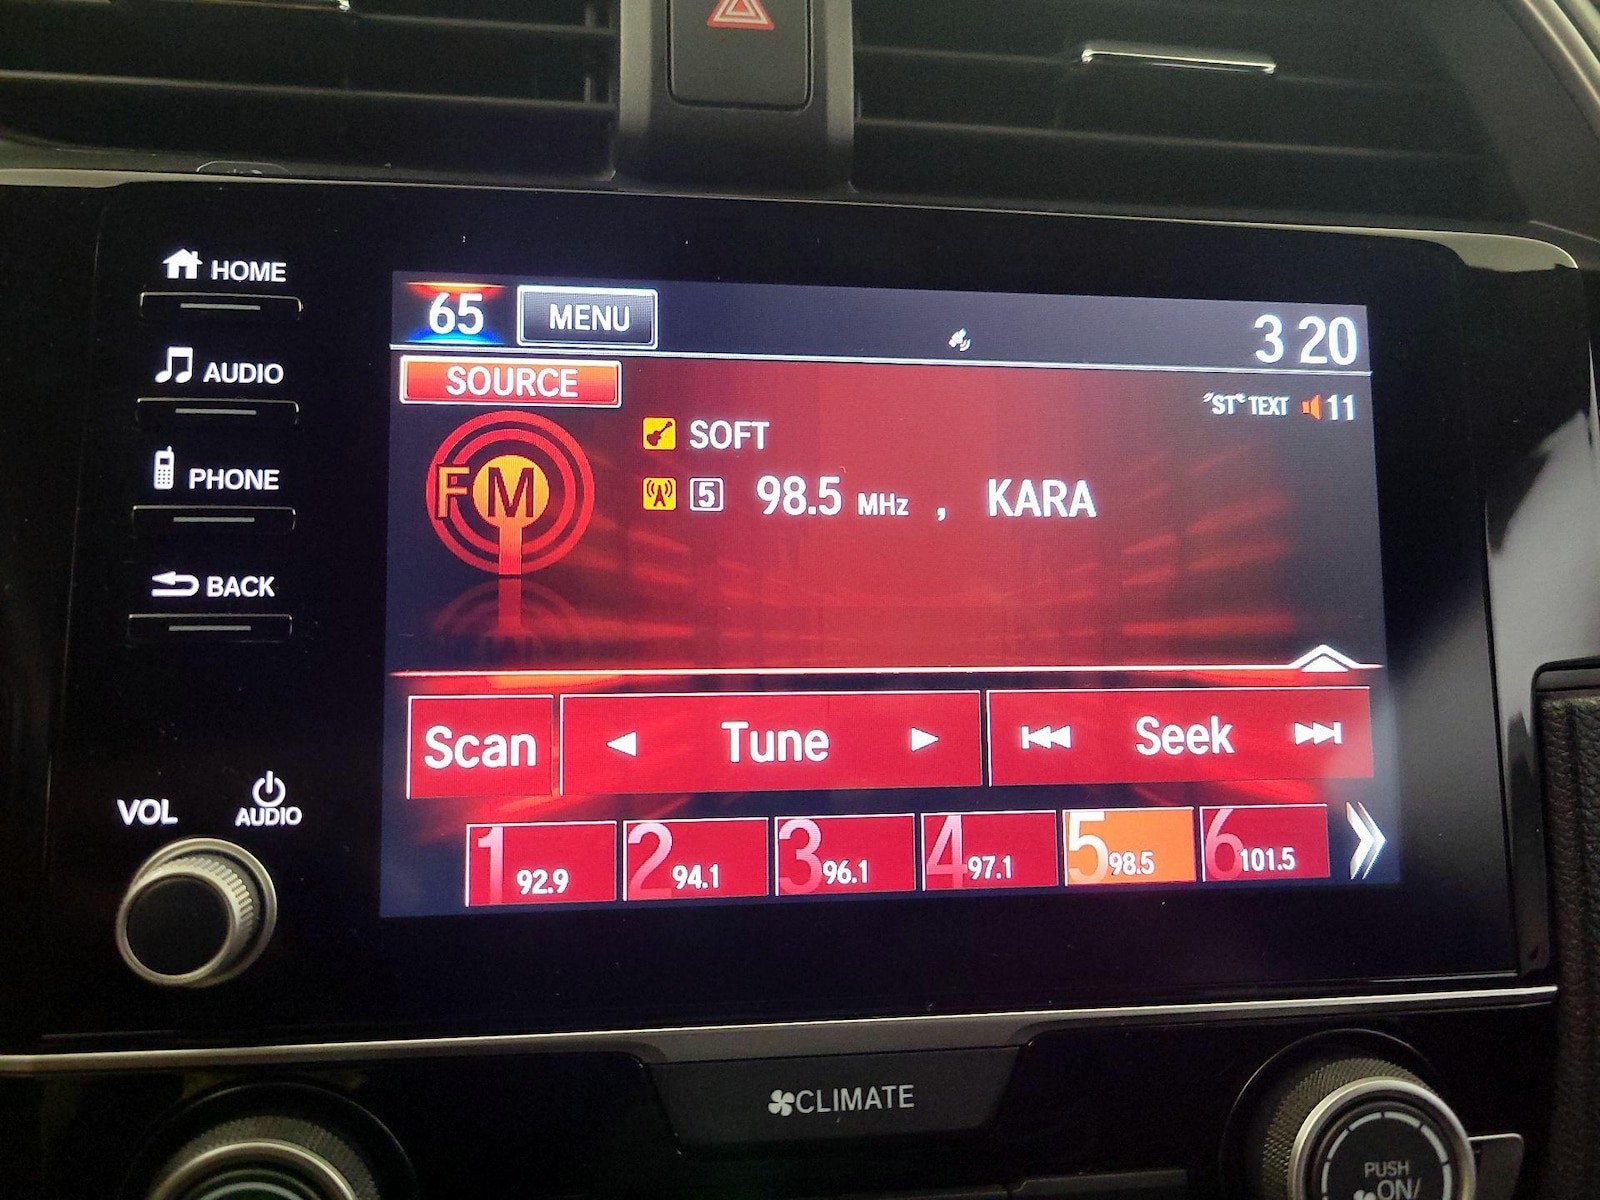 HOME
AUDIO
PHONE
BACK
VOL
AUDIO
65 MENU 3 20
SOURCE
"ST" TEXT 11
FM
SOFT
5 98.5 MHz , KARA
Scan Tune Seek
1 92.9 2 94.1 3 96.1 4 97.1 5 98.5 6 101.5
CLIMATE
PUSH
ON/